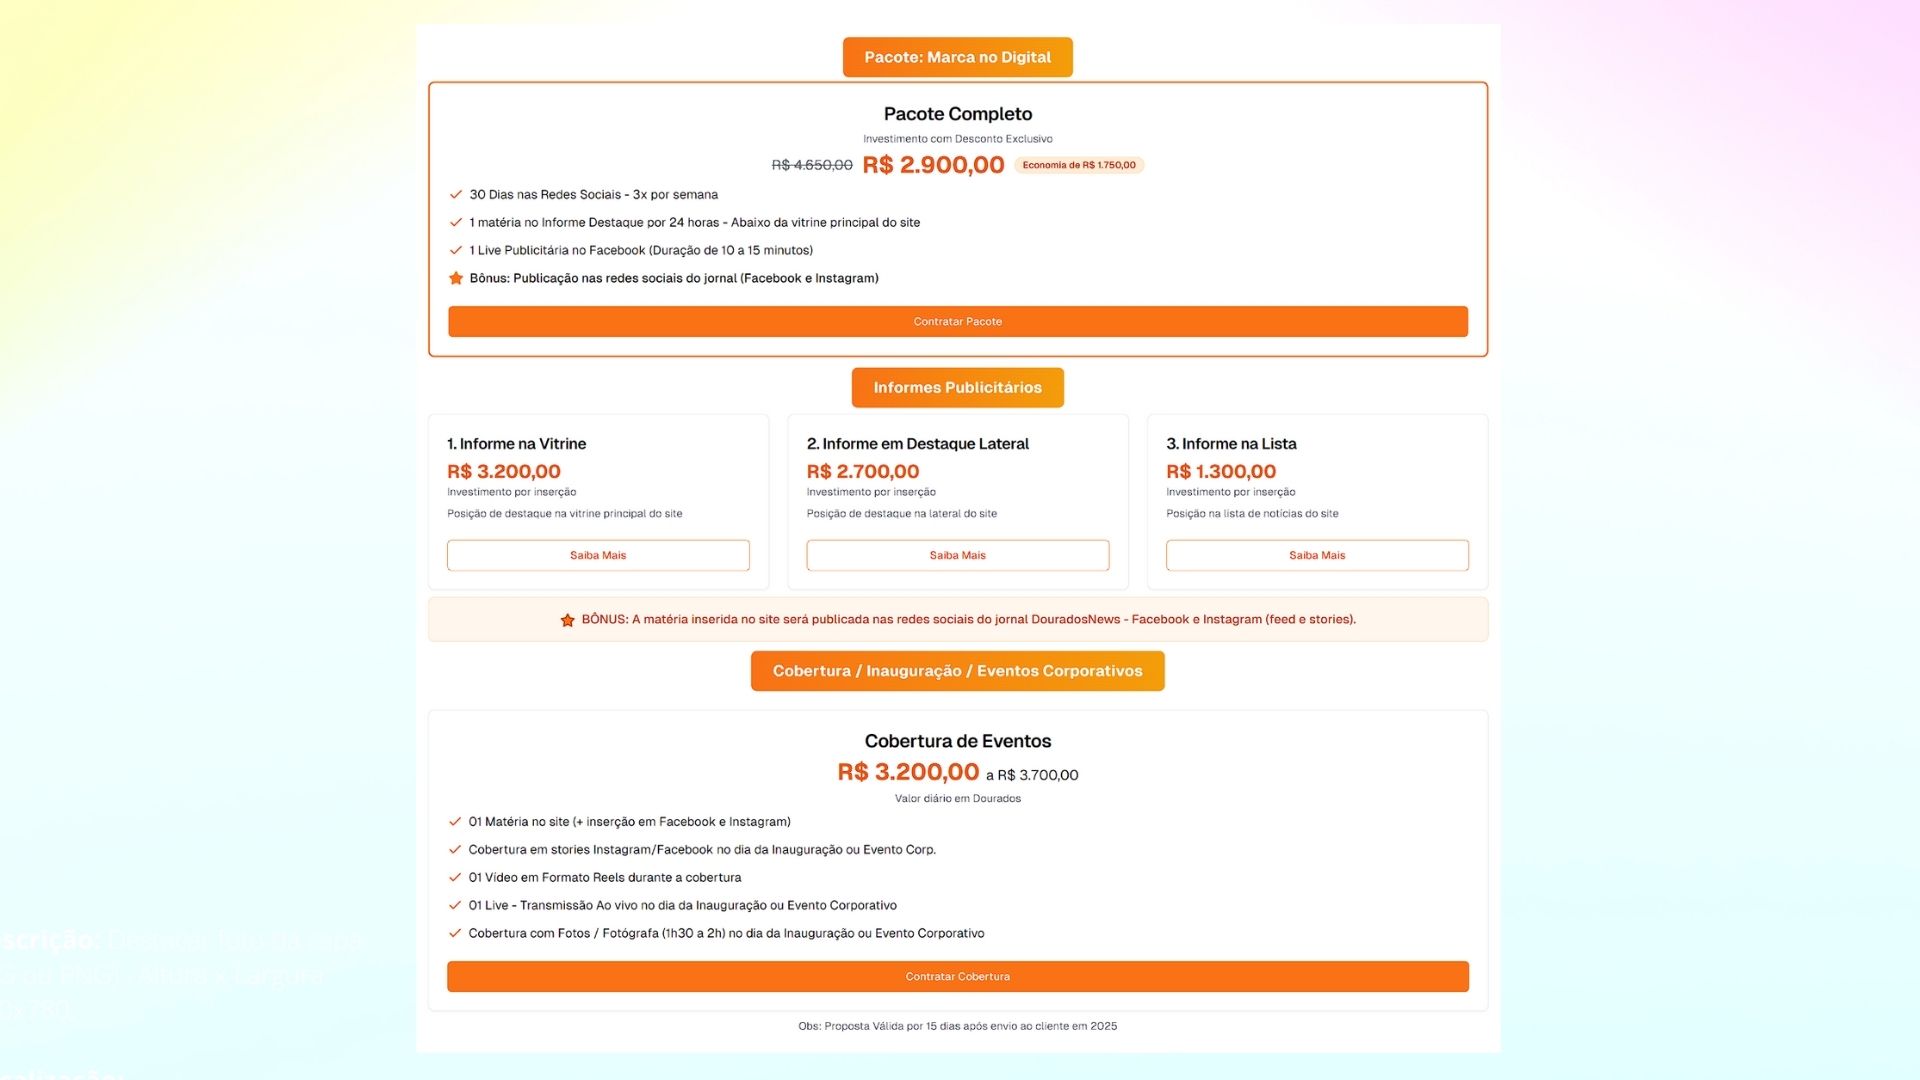 Pacote: Marca no Digital
Pacote Completo
Investimento com Desconto Exclusivo
R$ 4.650,00 R$ 2.900,00 Economia de R$ 1.750,00
30 Dias nas Redes Sociais - 3x por semana
1 matéria no Informe Destaque por 24 horas - Abaixo da vitrine principal do site
1 Live Publicitária no Facebook (Duração de 10 a 15 minutos)
Bônus: Publicação nas redes sociais do jornal (Facebook e Instagram)
Contratar Pacote
Informes Publicitários
1. Informe na Vitrine
R$ 3.200,00
Investimento por inserção
Posição de destaque na vitrine principal do site
Saiba Mais
2. Informe em Destaque Lateral
R$ 2.700,00
Investimento por inserção
Posição de destaque na lateral do site
Saiba Mais
3. Informe na Lista
R$ 1.300,00
Investimento por inserção
Posição na lista de notícias do site
Saiba Mais
BÔNUS: A matéria inserida no site será publicada nas redes sociais do jornal DouradosNews - Facebook e Instagram (feed e stories).
Cobertura / Inauguração / Eventos Corporativos
Cobertura de Eventos
R$ 3.200,00 a R$ 3.700,00
Valor diário em Dourados
01 Matéria no site (+ inserção em Facebook e Instagram)
Cobertura em stories Instagram/Facebook no dia da Inauguração ou Evento Corp.
01 Vídeo em Formato Reels durante a cobertura
01 Live - Transmissão Ao vivo no dia da Inauguração ou Evento Corporativo
Cobertura com Fotos / Fotógrafa (1h30 a 2h) no dia da Inauguração ou Evento Corporativo
Contratar Cobertura
Obs: Proposta Válida por 15 dias após envio ao cliente em 2025